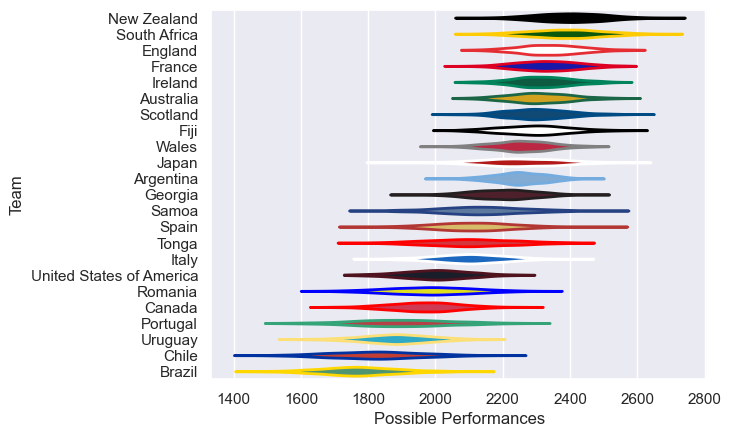 New Zealand
South Africa
England
France
Ireland
Australia
Scotland
Fiji
Wales
Japan
Argentina
Georgia
Samoa
Spain
Tonga
Italy
United States of America
Romania
Canada
Portugal
Uruguay
Chile
Brazil
Team
1400 1600 1800 2000 2200 2400 2600 2800
Possible Performances